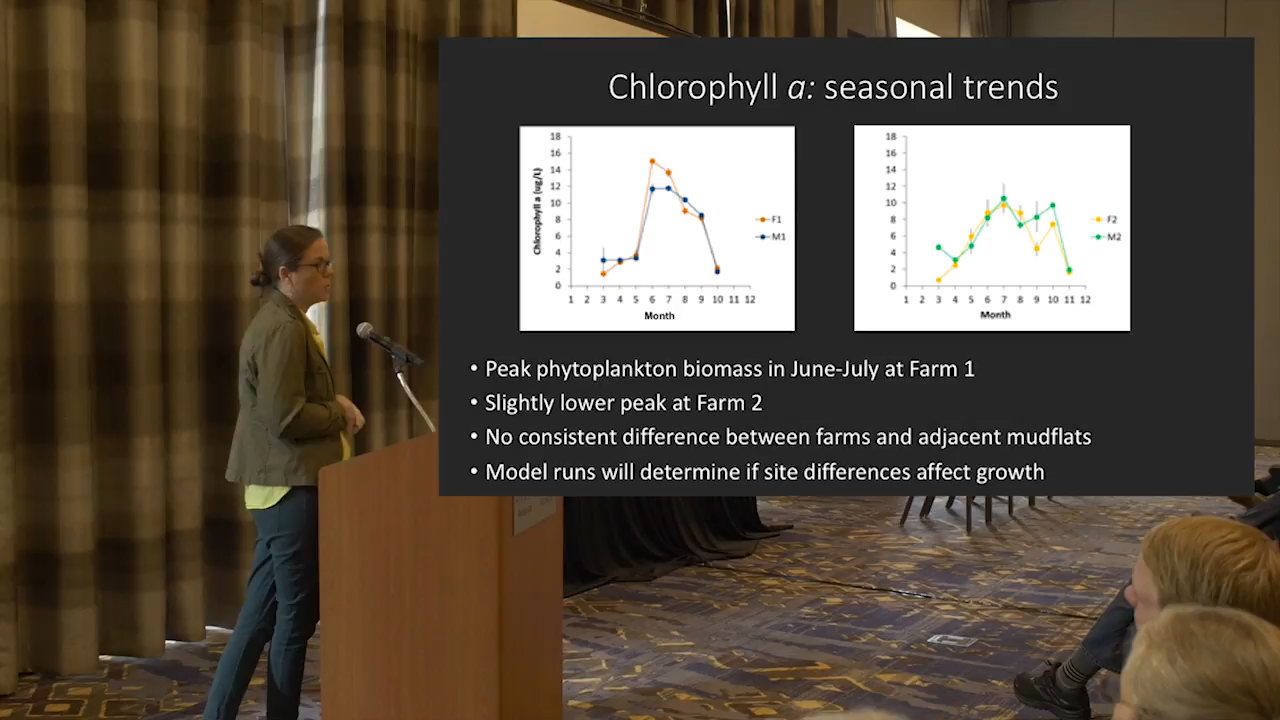 Chlorophyll a: seasonal trends
18
16
14
12
10
8
6
4
2
0
Chlorophyll a (ug/L)
1 2 3 4 5 6 7 8 9 10 11 12
Month
F1
M1
18
16
14
12
10
8
6
4
2
0
1 2 3 4 5 6 7 8 9 10 11 12
Month
F2
M2
• Peak phytoplankton biomass in June-July at Farm 1
• Slightly lower peak at Farm 2
• No consistent difference between farms and adjacent mudflats
• Model runs will determine if site differences affect growth